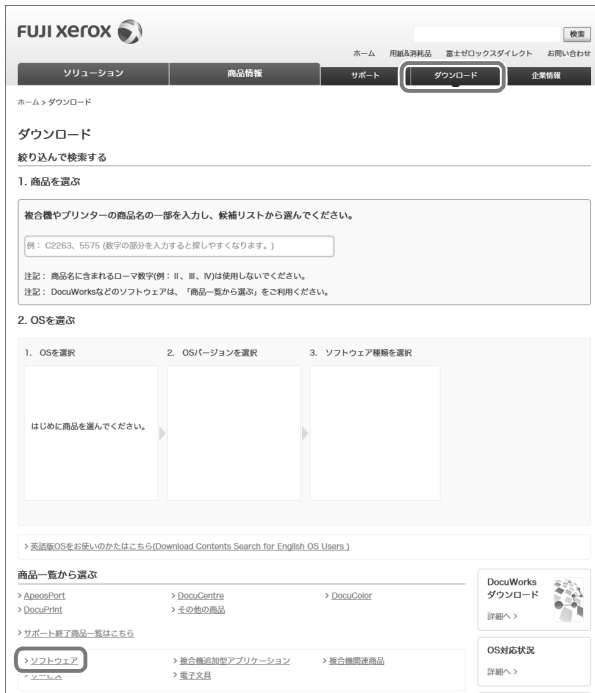 FUJI XEROX
検索
ホーム 用紙&消耗品 富士ゼロックスダイレクト お問い合わせ
ソリューション 商品情報 サポート ダウンロード 企業情報
ホーム > ダウンロード
ダウンロード
絞り込んで検索する
1. 商品を選ぶ
複合機やプリンターの商品名の一部を入力し、候補リストから選んでください。
例： C2263、5575 (数字の部分を入力すると探しやすくなります。)
注記： 商品名に含まれるローマ数字(例：Ⅱ、Ⅲ、Ⅳ)は使用しないでください。
注記： DocuWorksなどのソフトウェアは、「商品一覧から選ぶ」をご利用ください。
2. OSを選ぶ
1. OSを選択 2. OSバージョンを選択 3. ソフトウェア種類を選択
はじめに商品を選んでください。
> 英語版OSをお使いのかたはこちら(Download Contents Search for English OS Users )
商品一覧から選ぶ
> ApeosPort > DocuCentre > DocuColor
> DocuPrint > その他の商品
> サポート終了商品一覧はこちら
> ソフトウェア > 複合機追加型アプリケーション > 複合機関連商品
> サービス > 電子文具
DocuWorks
ダウンロード
詳細へ >
OS対応状況
詳細へ >